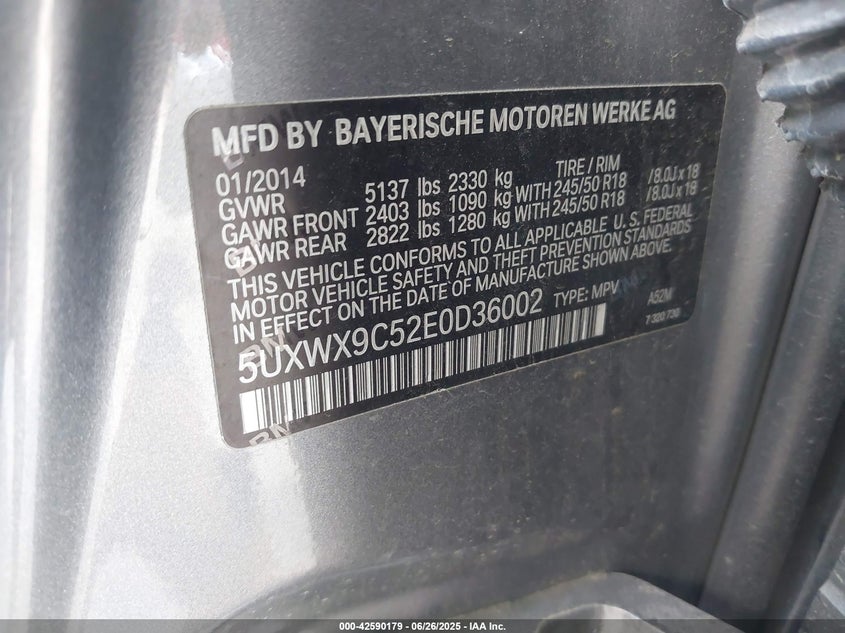 MFD BY BAYERISCHE MOTOREN WERKE AG
01/2014 TIRE / RIM
GVWR 5137 lbs 2330 kg
GAWR FRONT 2403 lbs 1090 kg WITH 245/50 R18 /8.0J x 18
GAWR REAR 2822 lbs 1280 kg WITH 245/50 R18 /8.0J x 18
THIS VEHICLE CONFORMS TO ALL APPLICABLE U. S. FEDERAL
MOTOR VEHICLE SAFETY AND THEFT PREVENTION STANDARDS
IN EFFECT ON THE DATE OF MANUFACTURE SHOWN ABOVE.
5UXWX9C52E0D36002 TYPE: MPV A52M
7 320 730
000-42590179 - 06/26/2025 - IAA Inc.